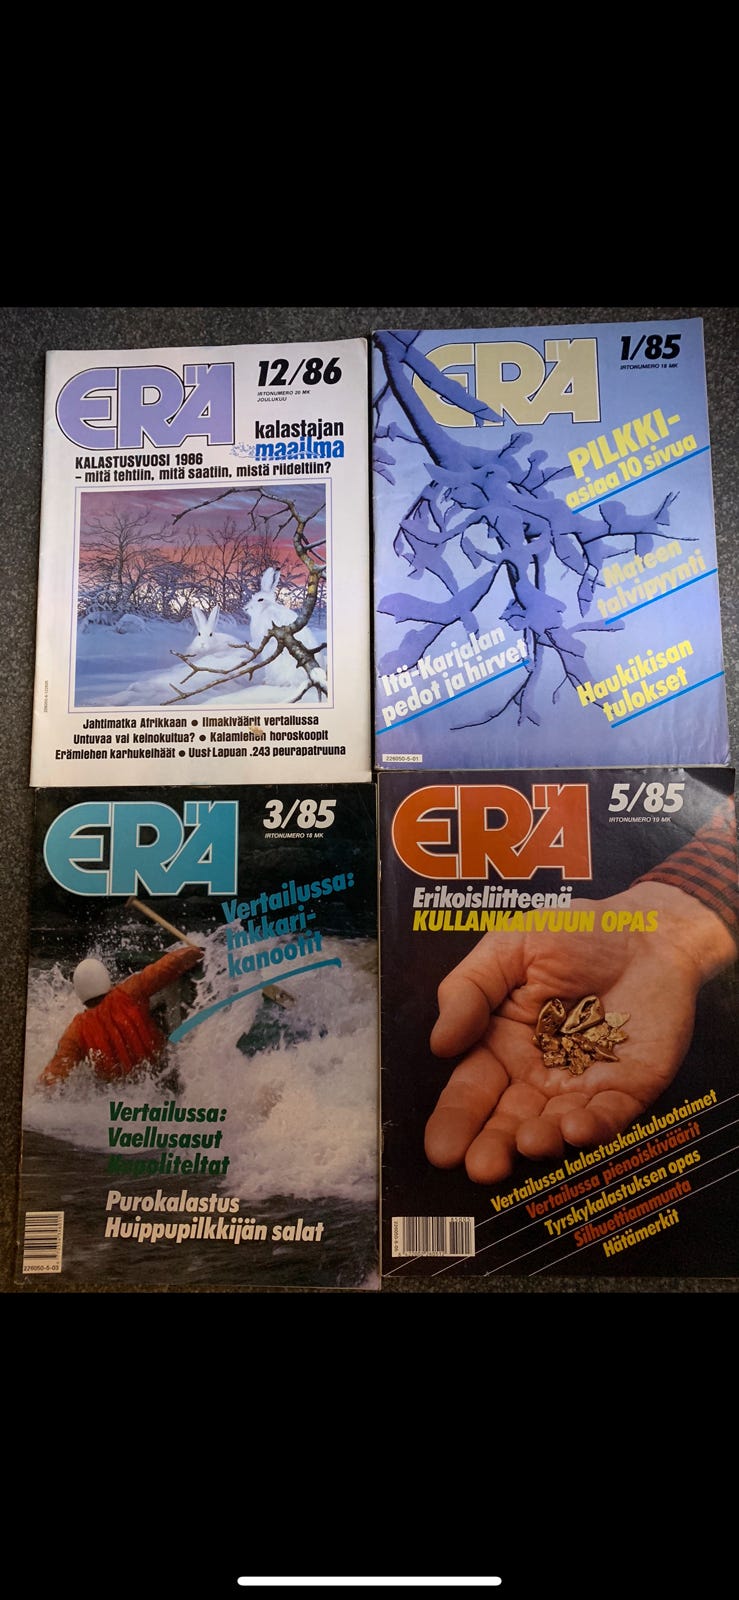 ERÄ
12/86
IRTONUMERO 20 MK
JOULUKUU
kalastajan
maailma
KALASTUSVUOSI 1986
– mitä tehtiin, mitä saatiin, mistä riideltiin?
Jahtimatka Afrikkaan ● Ilmakiväärit vertailussa
Untuvaa vai keinokuitua? ● Kalamiehen horoskoopit
Erämiehen karhukeihäät ● Uusi Lapuan .243 peurapatruuna
ERÄ
1/85
IRTONUMERO 18 MK
PILKKI-
asiaa 10 sivua
Mateen
talvipyynti
Itä-Karjalan
pedot ja hirvet
Haukikisan
tulokset
226050-5-01
ERÄ
3/85
IRTONUMERO 18 MK
Vertailussa:
Inkkari-
kanootit
Vertailussa:
Vaellusasut
Kupoliteltat
Purokalastus
Huippupilkkijän salat
226050-5-03
ERÄ
5/85
IRTONUMERO 19 MK
Erikoisliitteenä
KULLANKAIVUUN OPAS
Vertailussa kalastuskaikuluotaimet
Vertailussa pienoiskiväärit
Tyrskykalastuksen opas
Siihuettiammunta
Hätämerkit